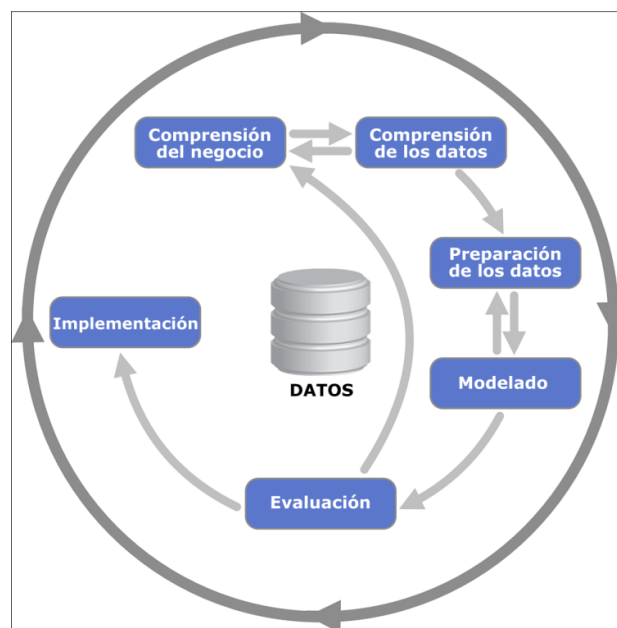 Comprensión
del negocio
Comprensión
de los datos
Preparación
de los datos
Implementación
DATOS
Modelado
Evaluación